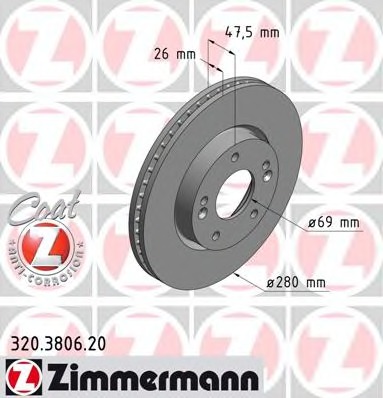 47,5 mm
26 mm
Coat
Z
ANTI-CORROSION
ø69 mm
ø280 mm
320.3806.20
Z Zimmermann